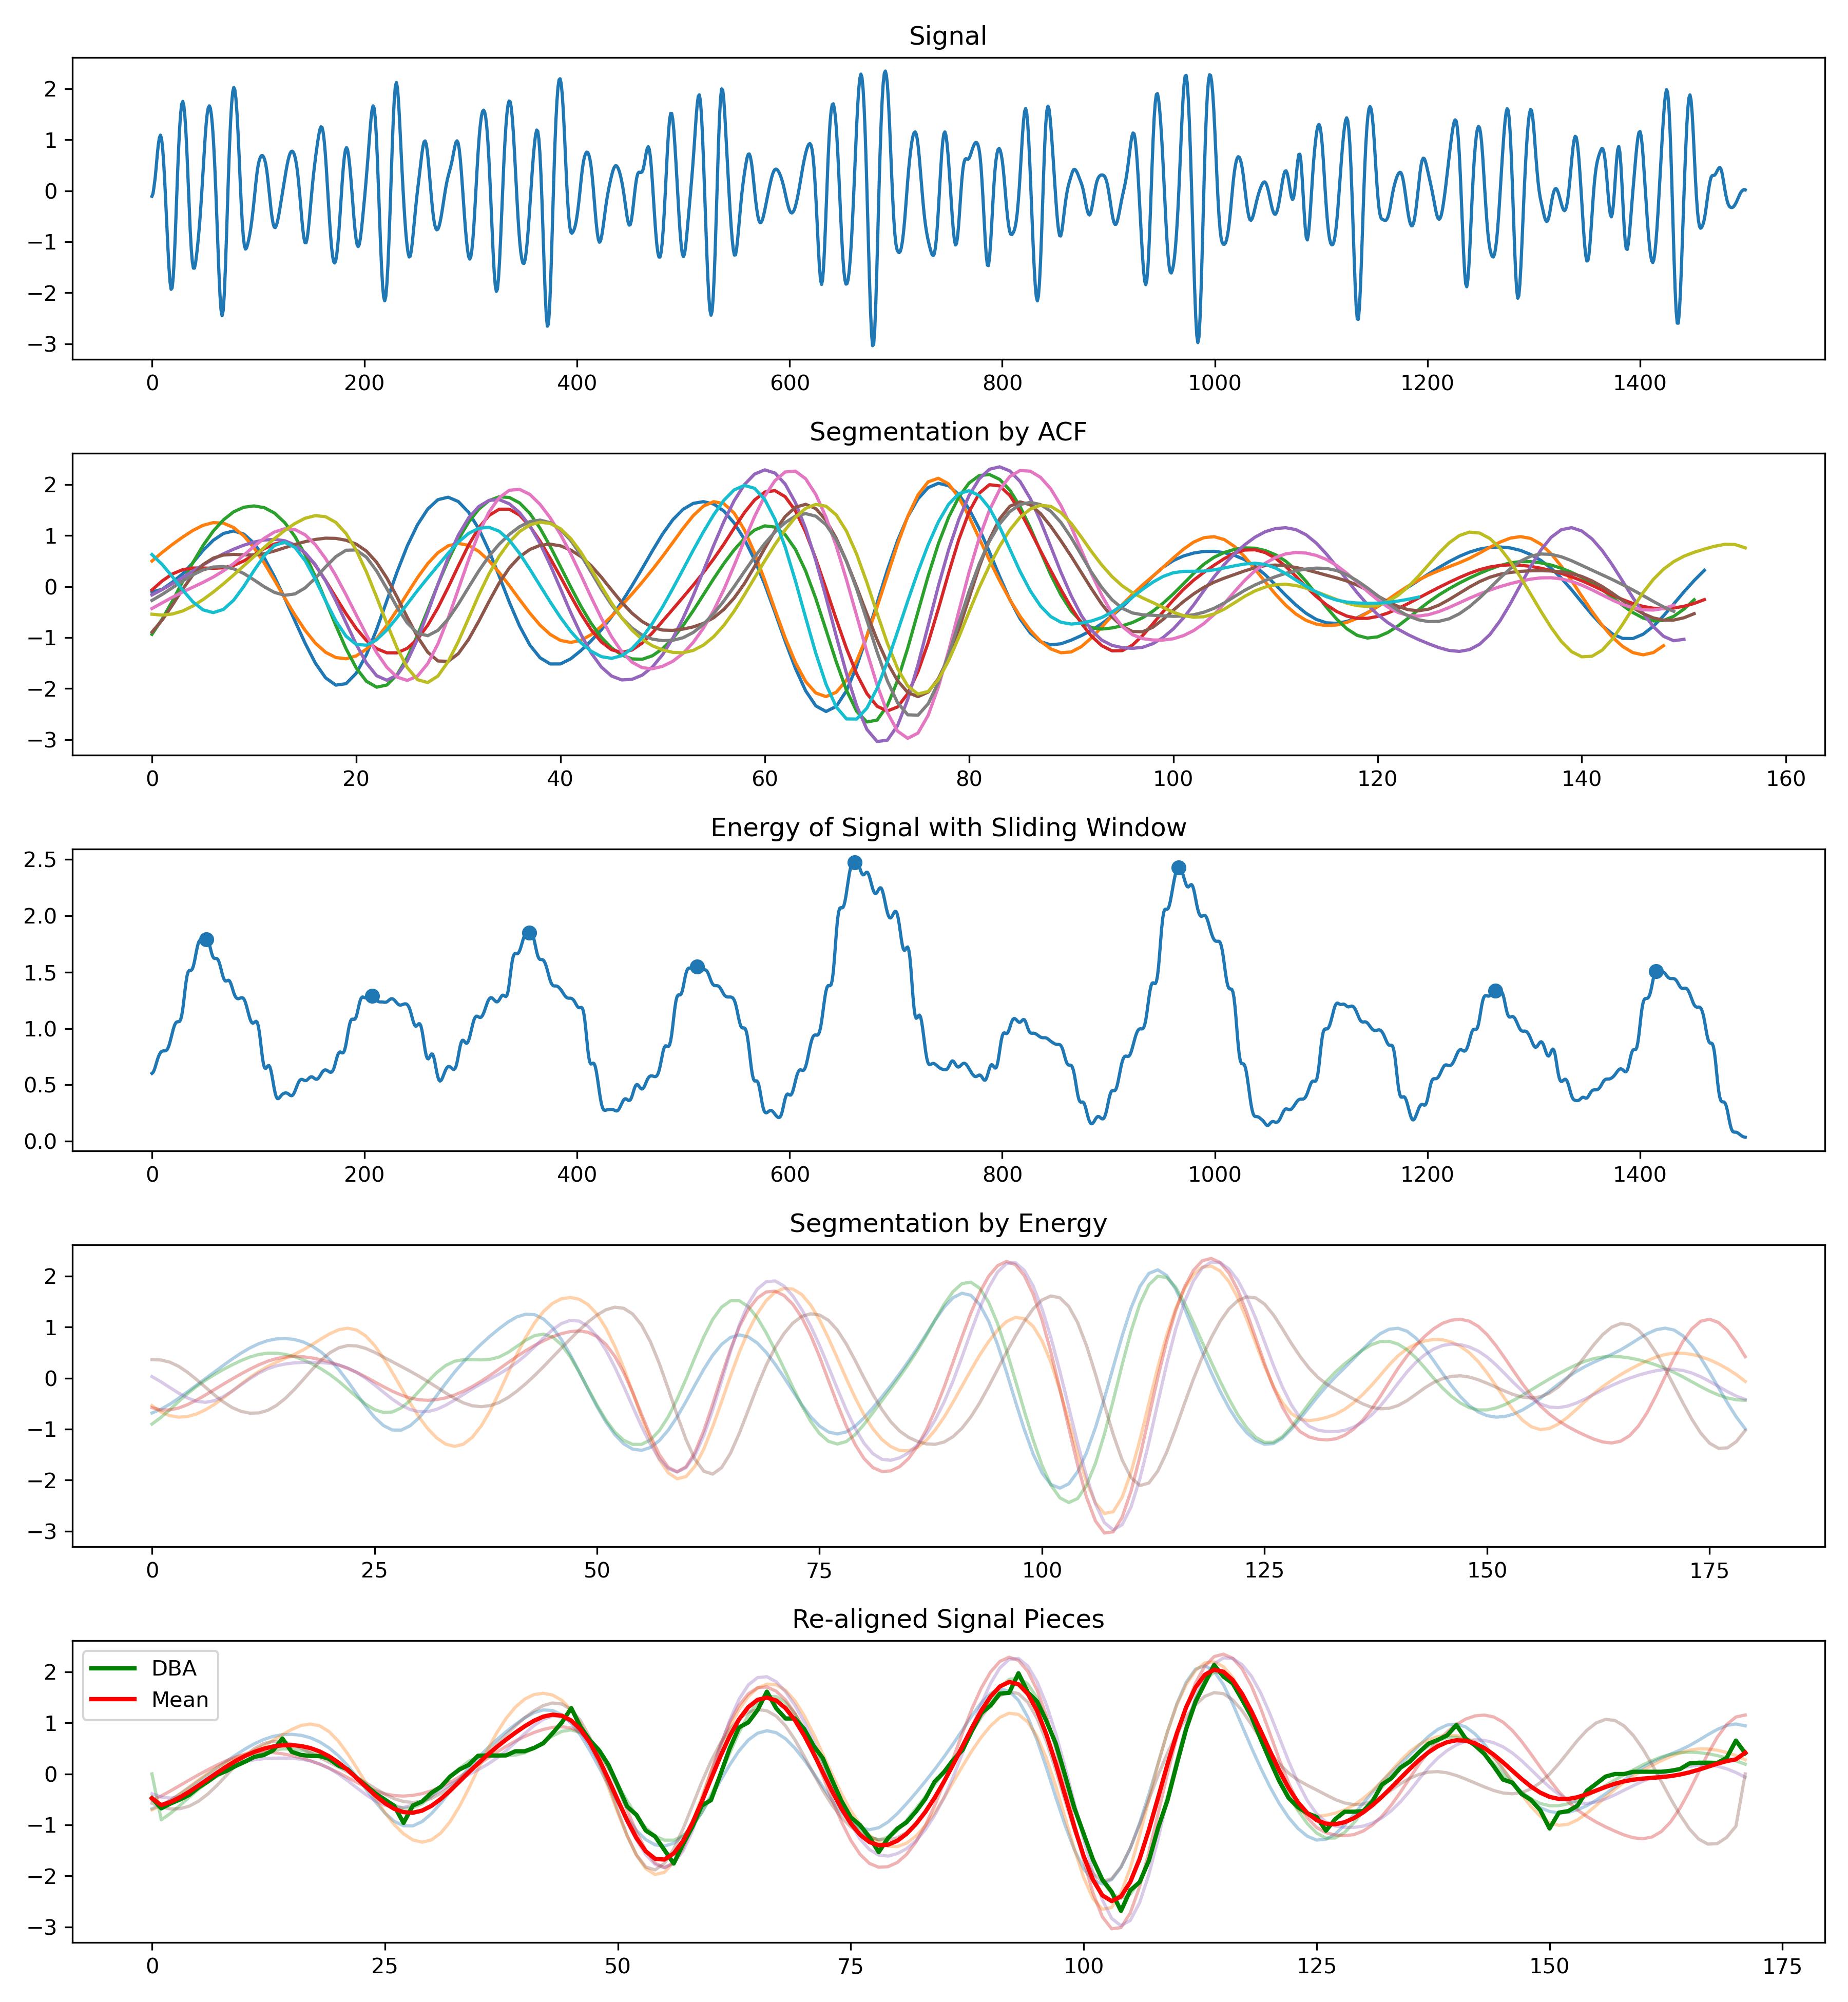 Signal
2
1
0
−1
−2
−3
0 200 400 600 800 1000 1200 1400
Segmentation by ACF
2
1
0
−1
−2
−3
0 20 40 60 80 100 120 140 160
Energy of Signal with Sliding Window
2.5
2.0
1.5
1.0
0.5
0.0
0 200 400 600 800 1000 1200 1400
Segmentation by Energy
2
1
0
−1
−2
−3
0 25 50 75 100 125 150 175
Re-aligned Signal Pieces
DBA
Mean
2
1
0
−1
−2
−3
0 25 50 75 100 125 150 175